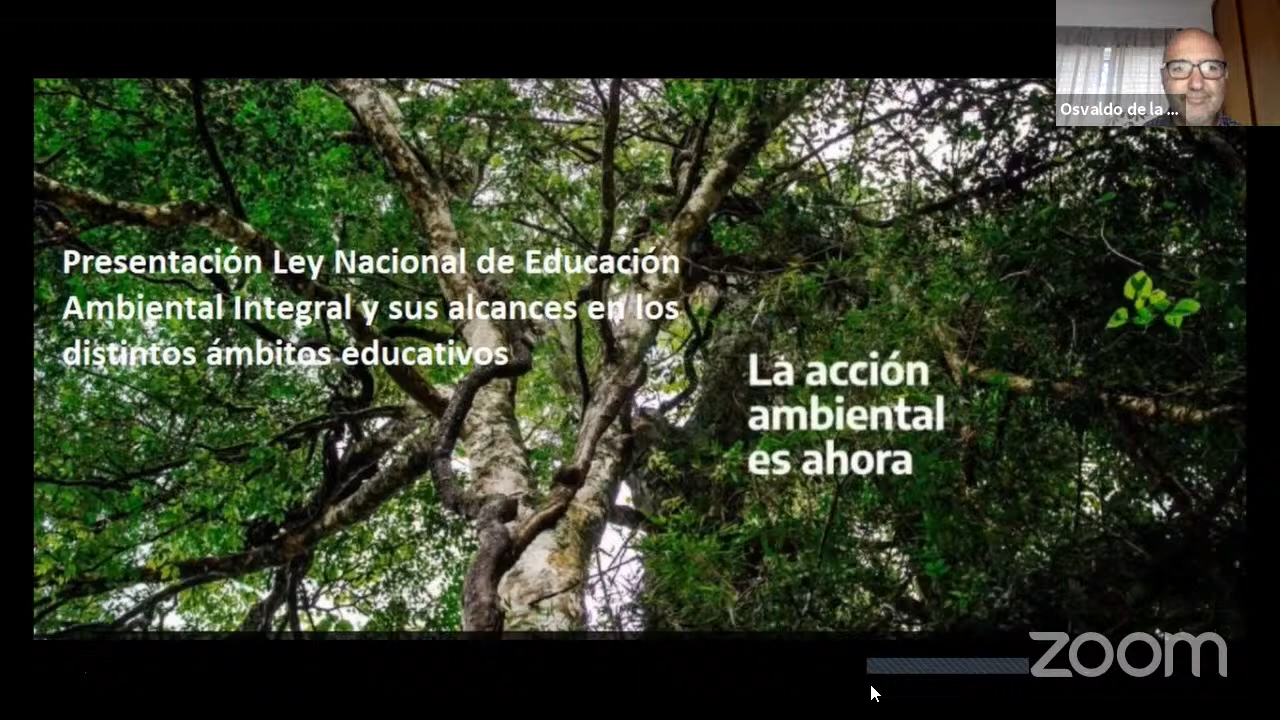 Osvaldo de la ...
Presentación Ley Nacional de Educación
Ambiental Integral y sus alcances en los
distintos ámbitos educativos
La acción
ambiental
es ahora
zoom